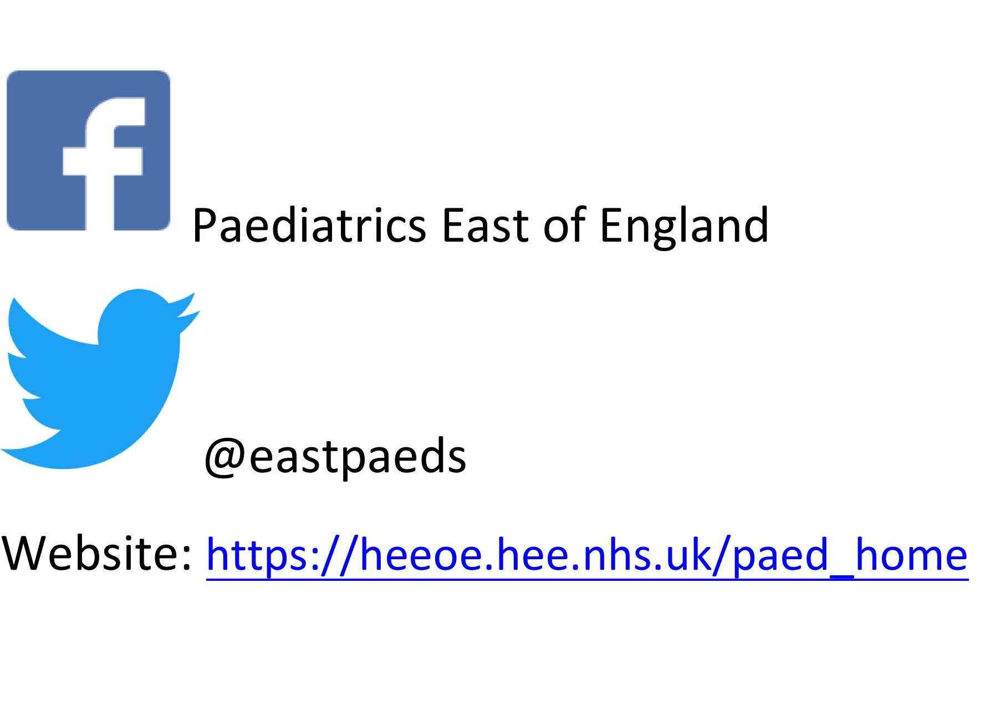 Paediatrics East of England
@eastpaeds
Website: https://heeoe.hee.nhs.uk/paed_home